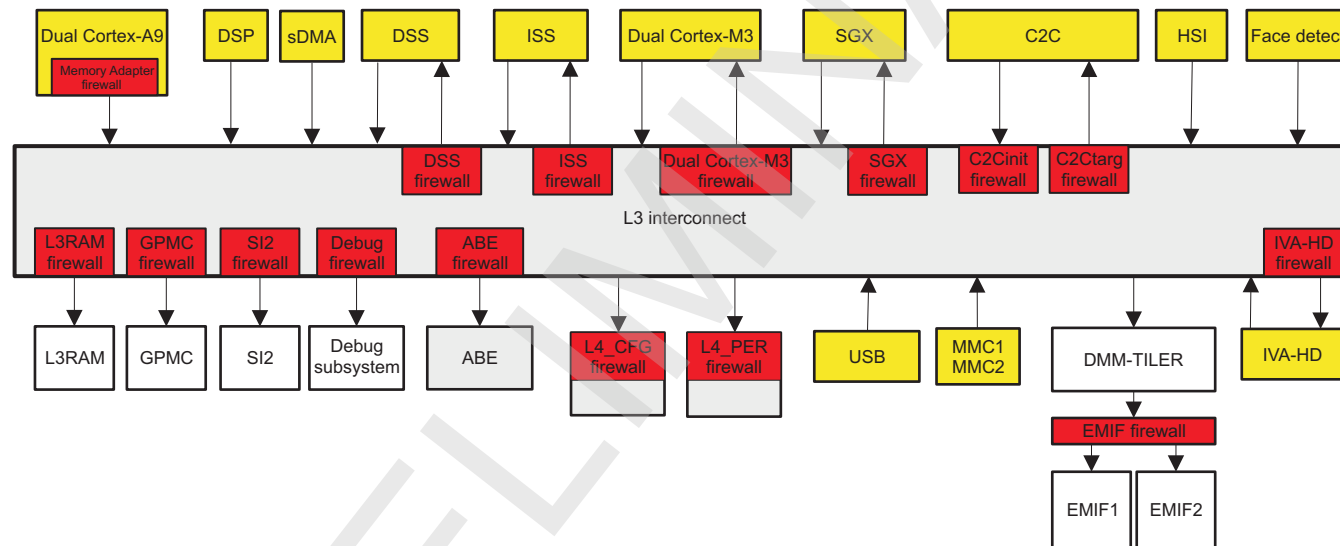 Dual Cortex-A9
DSP
sDMA
DSS
ISS
Dual Cortex-M3
SGX
C2C
HSI
Face detect
Memory Adapter
firewall
DSS
firewall
ISS
firewall
Dual Cortex-M3
firewall
SGX
firewall
C2Cinit
firewall
C2Ctarg
firewall
L3 interconnect
L3RAM
firewall
GPMC
firewall
SI2
firewall
Debug
firewall
ABE
firewall
IVA-HD
firewall
L3RAM
GPMC
SI2
Debug
subsystem
ABE
L4_CFG
firewall
L4_PER
firewall
USB
MMC1
MMC2
DMM-TILER
IVA-HD
EMIF firewall
EMIF1
EMIF2